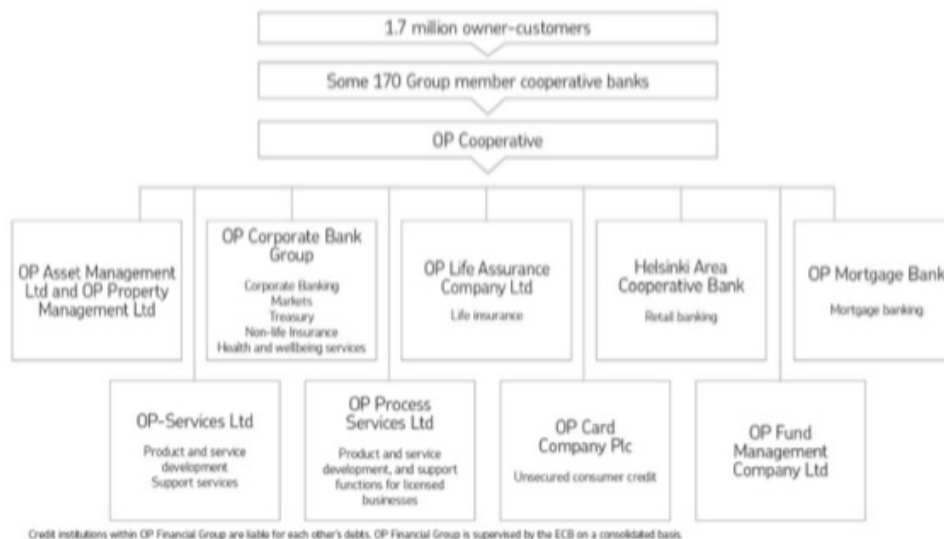 1.7 million owner-customers
Some 170 Group member cooperative banks
OP Cooperative
OP Asset Management
Ltd and OP Property
Management Ltd
OP Corporate Bank
Group
Corporate Banking
Markets
Treasury
Non-life Insurance
Health and wellbeing services
OP Life Assurance
Company Ltd
Life insurance
Helsinki Area
Cooperative Bank
Retail banking
OP Mortgage Bank
Mortgage banking
OP-Services Ltd
Product and service
development
Support services
OP Process
Services Ltd
Product and service
development, and support
functions for licensed
businesses
OP Card
Company Plc
Unsecured consumer credit
OP Fund
Management
Company Ltd
Credit institutions within OP Financial Group are liable for each other's debts. OP Financial Group is supervised by the ECB on a consolidated basis.